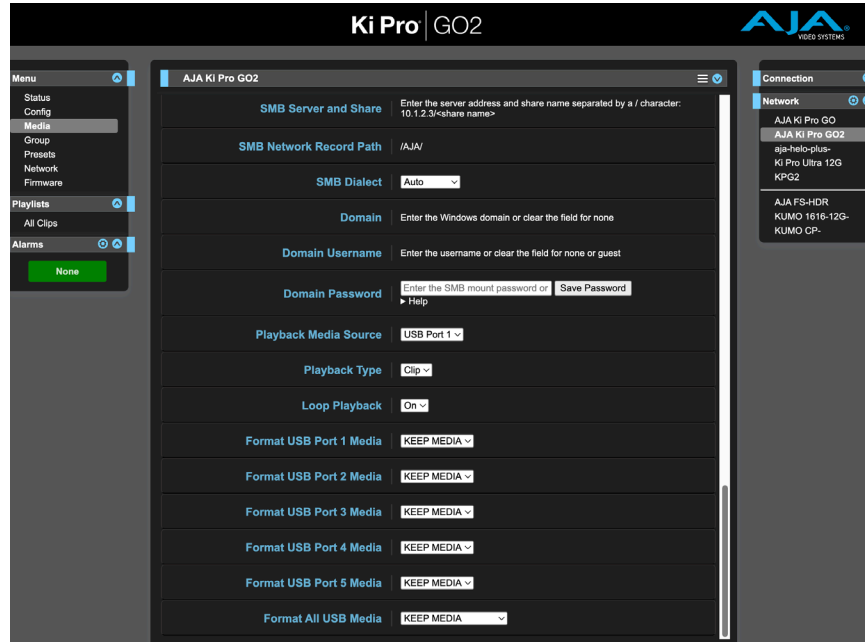 Ki Pro GO2
AJA
VIDEO SYSTEMS
Menu
Status
Config
Media
Group
Presets
Network
Firmware
Playlists
All Clips
Alarms
None
AJA Ki Pro GO2
SMB Server and Share
Enter the server address and share name separated by a / character:
10.1.2.3/<share name>
SMB Network Record Path /AJA/
SMB Dialect Auto
Domain Enter the Windows domain or clear the field for none
Domain Username Enter the username or clear the field for none or guest
Domain Password Enter the SMB mount password or Save Password
Help
Playback Media Source USB Port 1
Playback Type Clip
Loop Playback On
Format USB Port 1 Media KEEP MEDIA
Format USB Port 2 Media KEEP MEDIA
Format USB Port 3 Media KEEP MEDIA
Format USB Port 4 Media KEEP MEDIA
Format USB Port 5 Media KEEP MEDIA
Format All USB Media KEEP MEDIA
Connection
Network
AJA Ki Pro GO
AJA Ki Pro GO2
aja-helo-plus-
Ki Pro Ultra 12G
KPG2
AJA FS-HDR
KUMO 1616-12G-
KUMO CP-